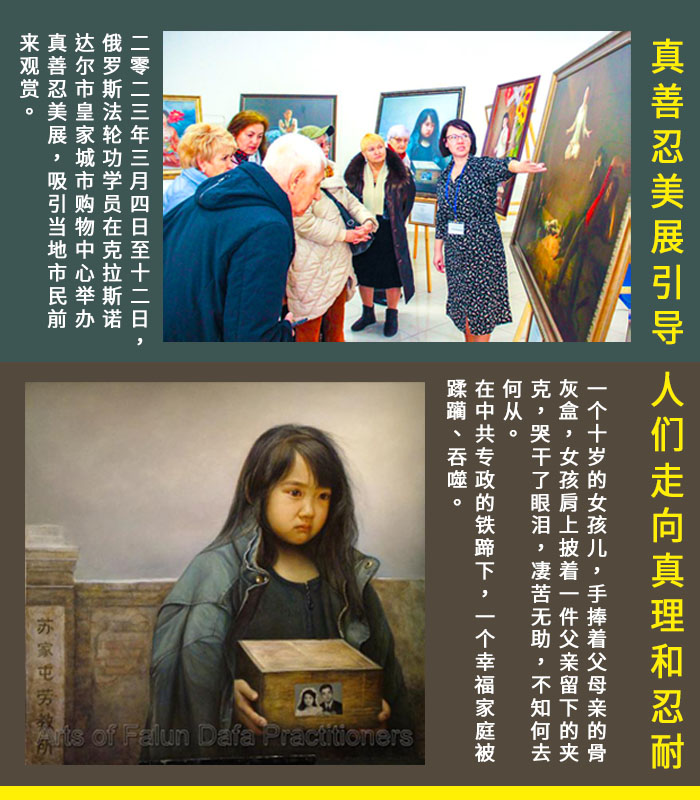 真善忍美展引导
二零二三年三月四日至十二日，
俄罗斯法轮功学员在克拉斯诺
达尔市皇家城市购物中心举办
真善忍美展，吸引当地市民前
来观赏。
人们走向真理和忍耐
一个十岁的女孩儿，手捧着父母亲的骨
灰盒，女孩肩上披着一件父亲留下的夹
克，哭干了眼泪，凄苦无助，不知何去
何从。
在中共专政的铁蹄下，一个幸福家庭被
蹂躏、吞噬。
苏家屯劳教所
Arts of Falun Dafa Practitioners